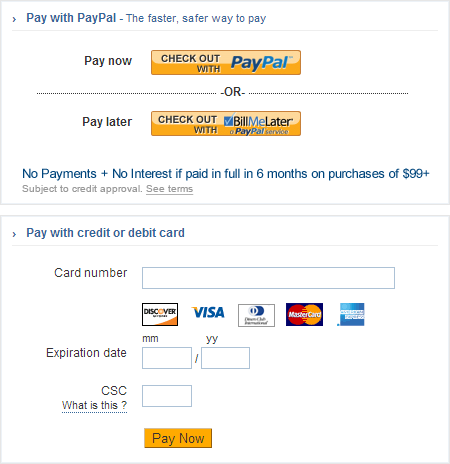 › Pay with PayPal - The faster, safer way to pay
Pay now
CHECK OUT WITH PayPal™
-OR-
Pay later
CHECK OUT WITH BillMeLater®
a PayPal service
No Payments + No Interest if paid in full in 6 months on purchases of $99+
Subject to credit approval. See terms
› Pay with credit or debit card
Card number
DISCOVER NETWORK
VISA
Diners Club International
MasterCard
AMERICAN EXPRESS
mm yy
Expiration date /
CSC
What is this ?
Pay Now